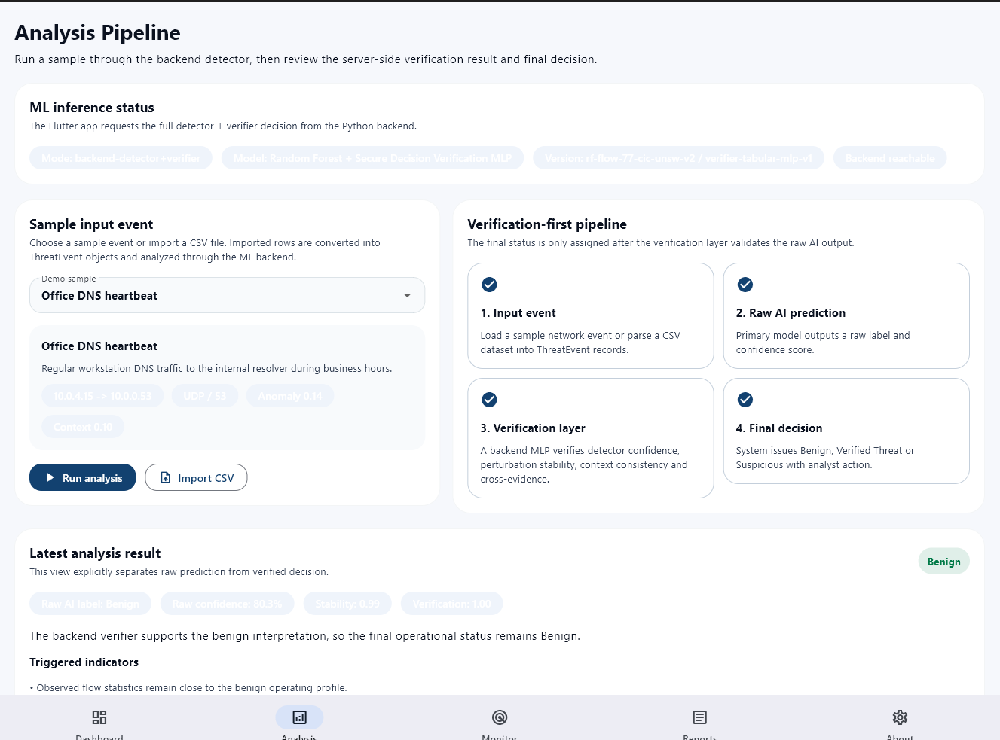 Analysis Pipeline
Run a sample through the backend detector, then review the server-side verification result and final decision.
ML inference status
The Flutter app requests the full detector + verifier decision from the Python backend.
Mode: backend-detector+verifier
Model: Random Forest + Secure Decision Verification MLP
Version: rf-flow-77-cic-unsw-v2 / verifier-tabular-mlp-v1
Backend reachable
Sample input event
Choose a sample event or import a CSV file. Imported rows are converted into
ThreatEvent objects and analyzed through the ML backend.
Demo sample
Office DNS heartbeat
Office DNS heartbeat
Regular workstation DNS traffic to the internal resolver during business hours.
10.0.4.15 -> 10.0.0.53
UDP / 53
Anomaly 0.14
Context 0.10
Run analysis
Import CSV
Verification-first pipeline
The final status is only assigned after the verification layer validates the raw AI output.
1. Input event
Load a sample network event or parse a CSV
dataset into ThreatEvent records.
2. Raw AI prediction
Primary model outputs a raw label and
confidence score.
3. Verification layer
A backend MLP verifies detector confidence,
perturbation stability, context consistency and
cross-evidence.
4. Final decision
System issues Benign, Verified Threat or
Suspicious with analyst action.
Latest analysis result
This view explicitly separates raw prediction from verified decision.
Benign
Raw AI label: Benign
Raw confidence: 80.3%
Stability: 0.99
Verification: 1.00
The backend verifier supports the benign interpretation, so the final operational status remains Benign.
Triggered indicators
• Observed flow statistics remain close to the benign operating profile.
Dashboard
Analysis
Monitor
Reports
About